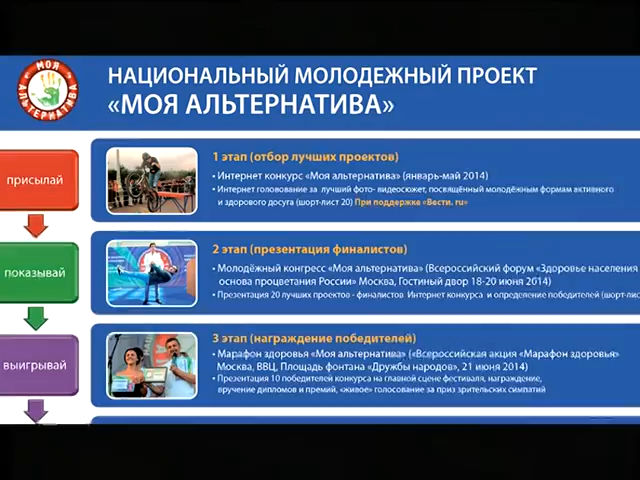 МОЯ АЛЬТЕРНАТИВА
НАЦИОНАЛЬНЫЙ МОЛОДЕЖНЫЙ ПРОЕКТ
«МОЯ АЛЬТЕРНАТИВА»
присылай
1 этап (отбор лучших проектов)
• Интернет конкурс «Моя альтернатива» (январь-май 2014)
• Интернет головование за лучший фото- видеосюжет, посвящённый молодёжным формам активного
и здорового досуга (шорт-лист 20) При поддержке «Вести. ru»
показывай
2 этап (презентация финалистов)
• Молодёжный конгресс «Моя альтернатива» (Всероссийский форум «Здоровье населения
основа процветания России» Москва, Гостиный двор 18-20 июня 2014)
• Презентация 20 лучших проектов - финалистов Интернет конкурса и определение победителей (шорт-лис
выигрывай
3 этап (награждение победителей)
• Марафон здоровья «Моя альтернатива» («Всероссийская акция «Марафон здоровья»
Москва, ВВЦ, Площадь фонтана «Дружбы народов», 21 июня 2014)
• Презентация 10 победителей конкурса на главной сцене фестиваля, награждение,
вручение дипломов и премий, «живое» голосование за приз зрительских симпатий